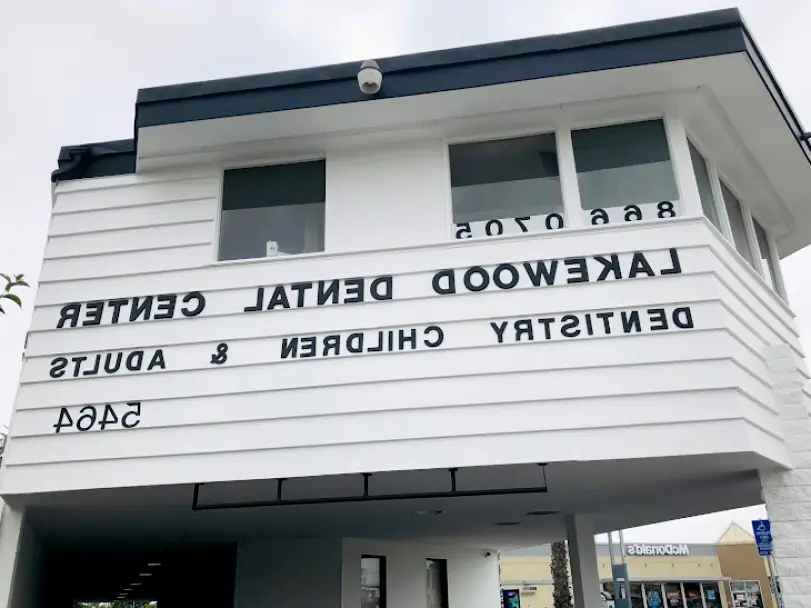 866 0705
LAKEWOOD DENTAL CENTER
DENTISTRY CHILDREN & ADULTS
5464
McDonald's